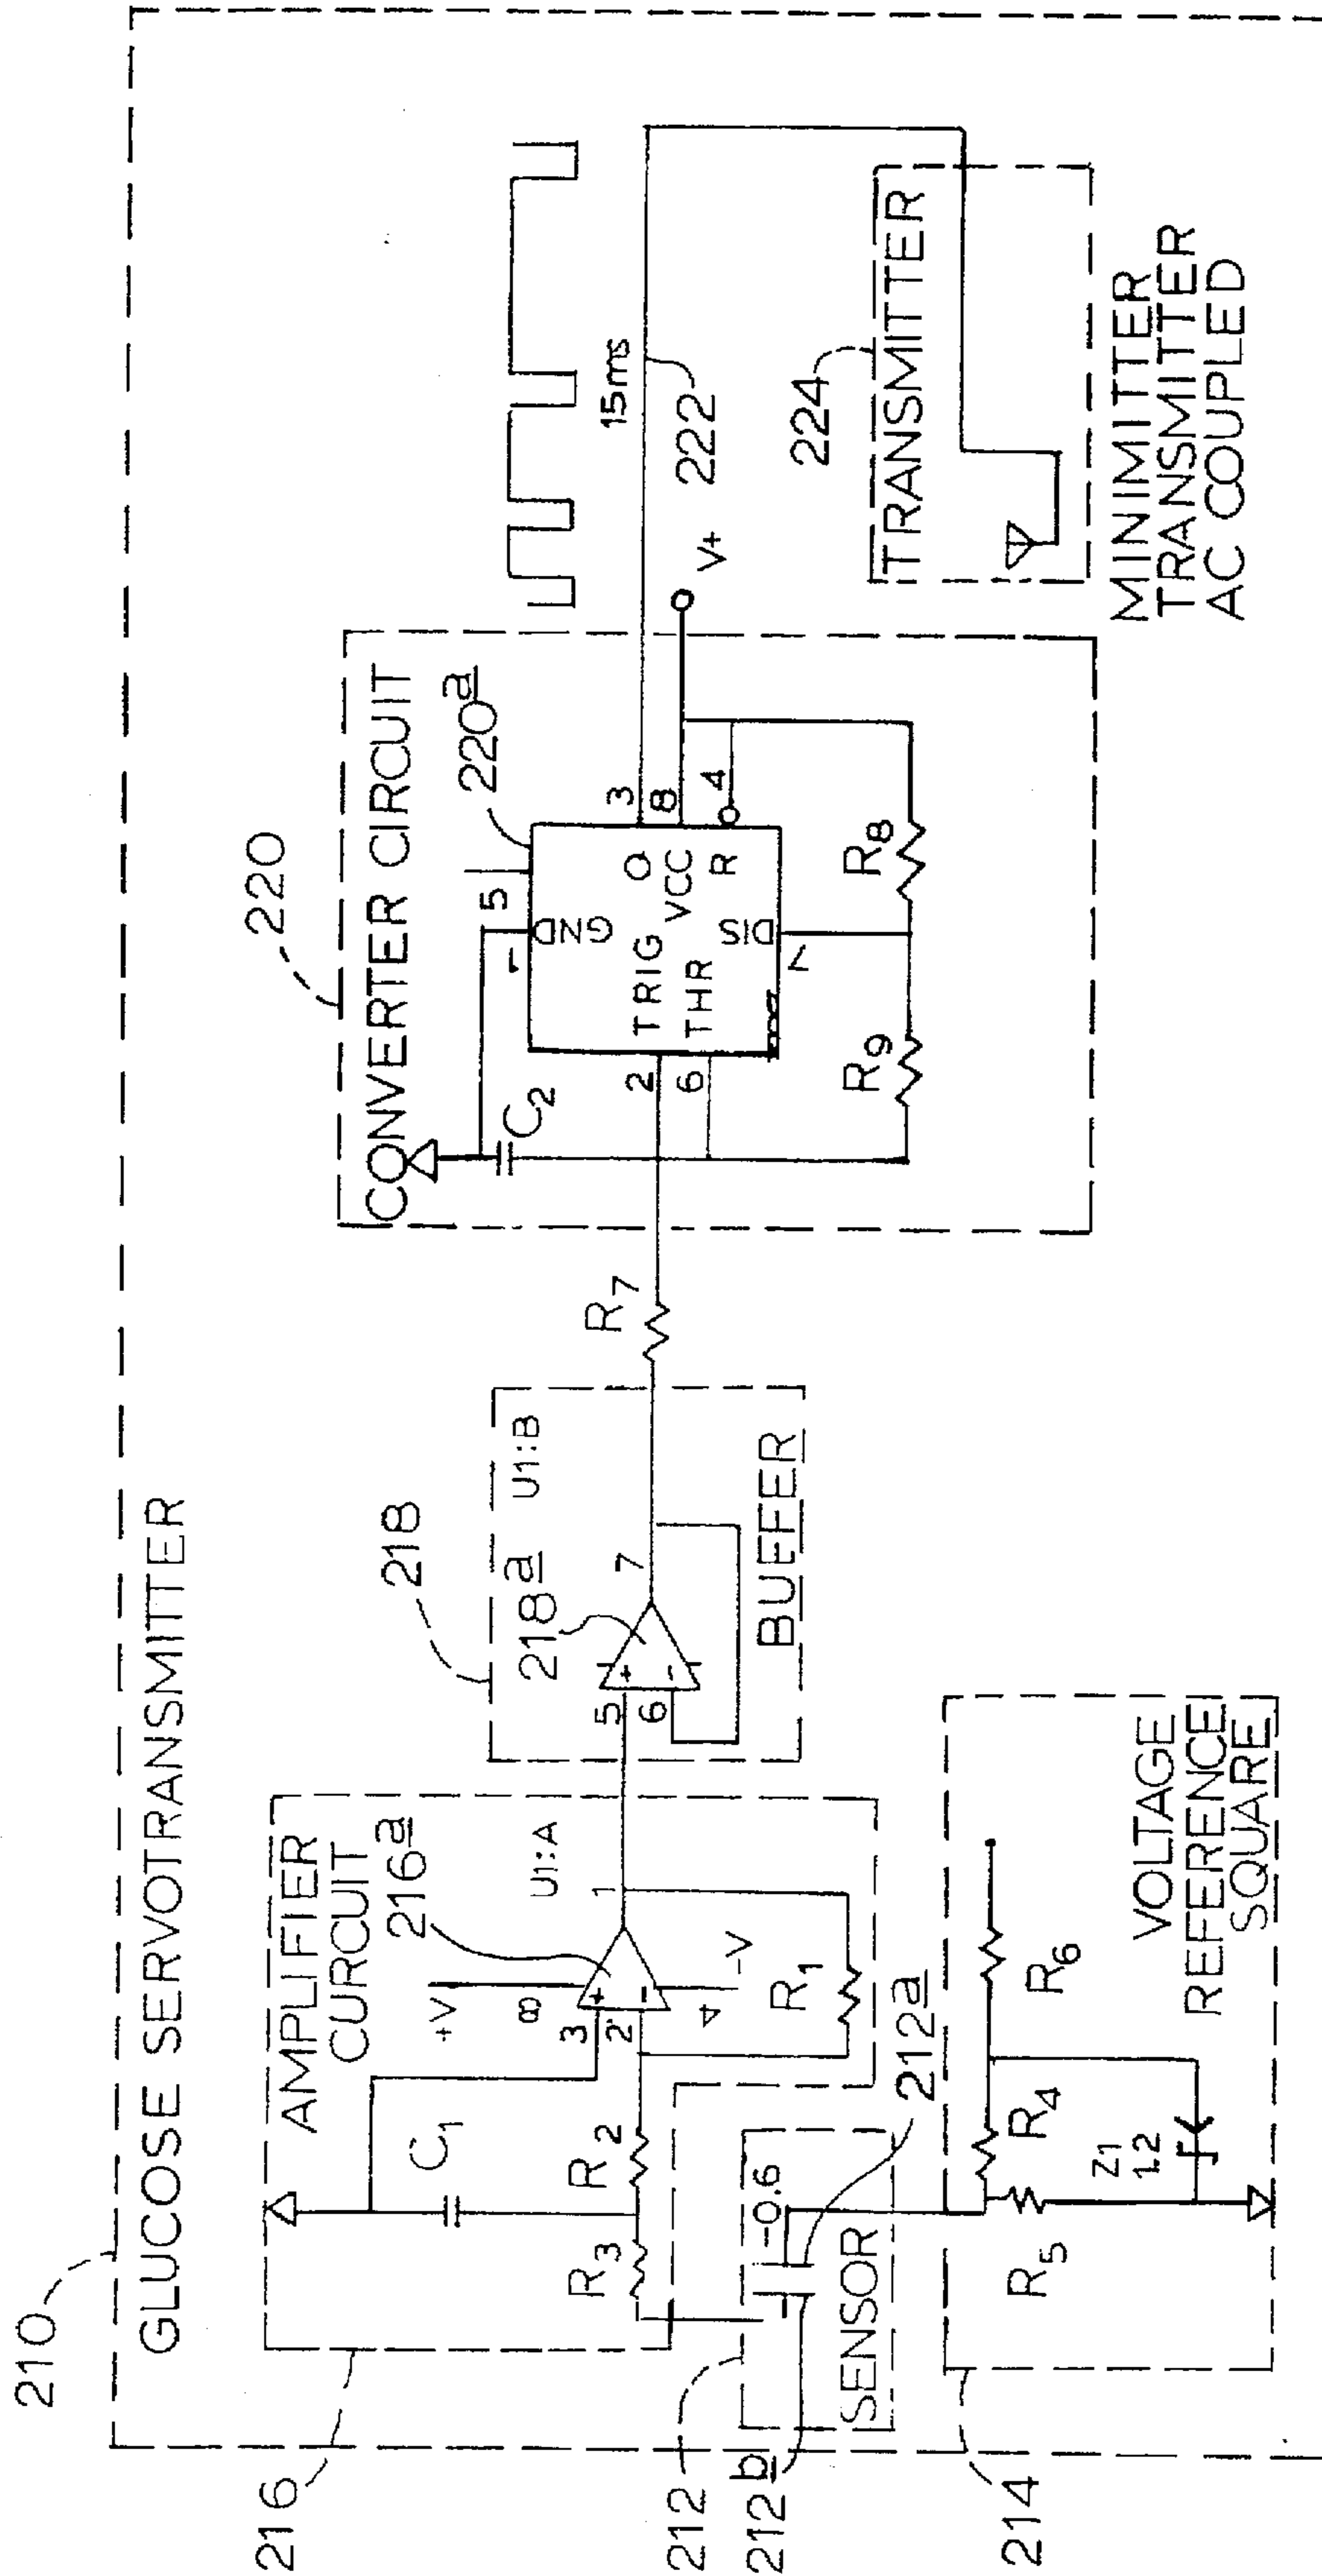 210
GLUCOSE SERVOTRANSMITTER
216
AMPLIFIER
CURCUIT
216a
+V
8
3
2
4
-V
U1:A
1
C1
R3
R2
R1
212
212b
212a
-0.6
SENSOR
214
R5
R4
R6
Z1
1.2
VOLTAGE
REFERENCE
SQUARE
218
218a
U1:B
5
6
7
BUFFER
R7
220
CONVERTER CIRCUIT
220a
C2
1
5
GND
2
TRIG
6
THR
Q
3
VCC
8
R
4
DIS
7
R9
R8
V+
15ms
222
224
TRANSMITTER
MINIMITTER
TRANSMITTER
AC COUPLED